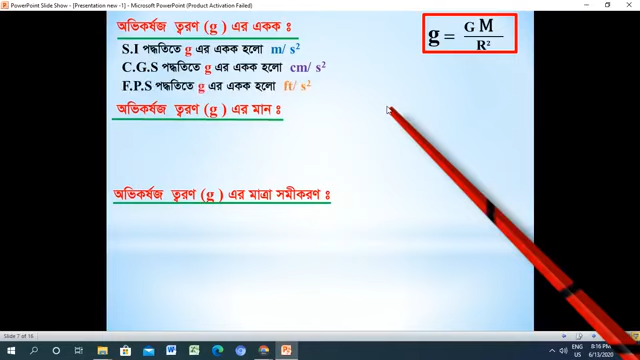 PowerPoint Slide Show - [Presentation new -1] - Microsoft PowerPoint (Product Activation Failed)
অভিকর্ষজ ত্বরণ (g) এর একক ঃ
S.I পদ্ধতিতে g এর একক হলো m/ s²
C.G.S পদ্ধতিতে g এর একক হলো cm/ s²
F.P.S পদ্ধতিতে g এর একক হলো ft/ s²
g = G M / R²
অভিকর্ষজ ত্বরণ (g ) এর মান ঃ
অভিকর্ষজ ত্বরণ (g ) এর মাত্রা সমীকরণ ঃ
Slide 7 of 16
ENG
US
8:16 PM
6/13/2020